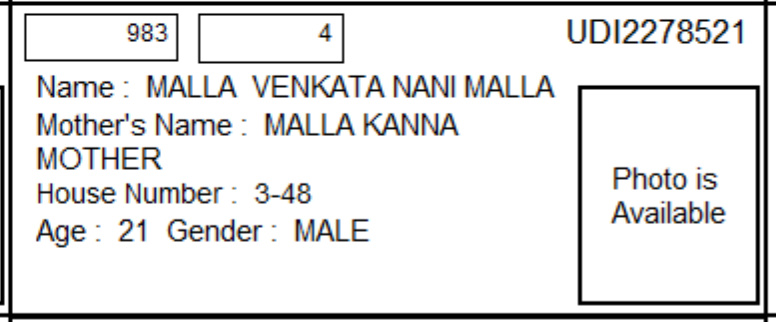 983 4 UDI2278521
Name : MALLA VENKATA NANI MALLA
Mother's Name : MALLA KANNA
MOTHER
House Number : 3-48
Age : 21 Gender : MALE
Photo is
Available